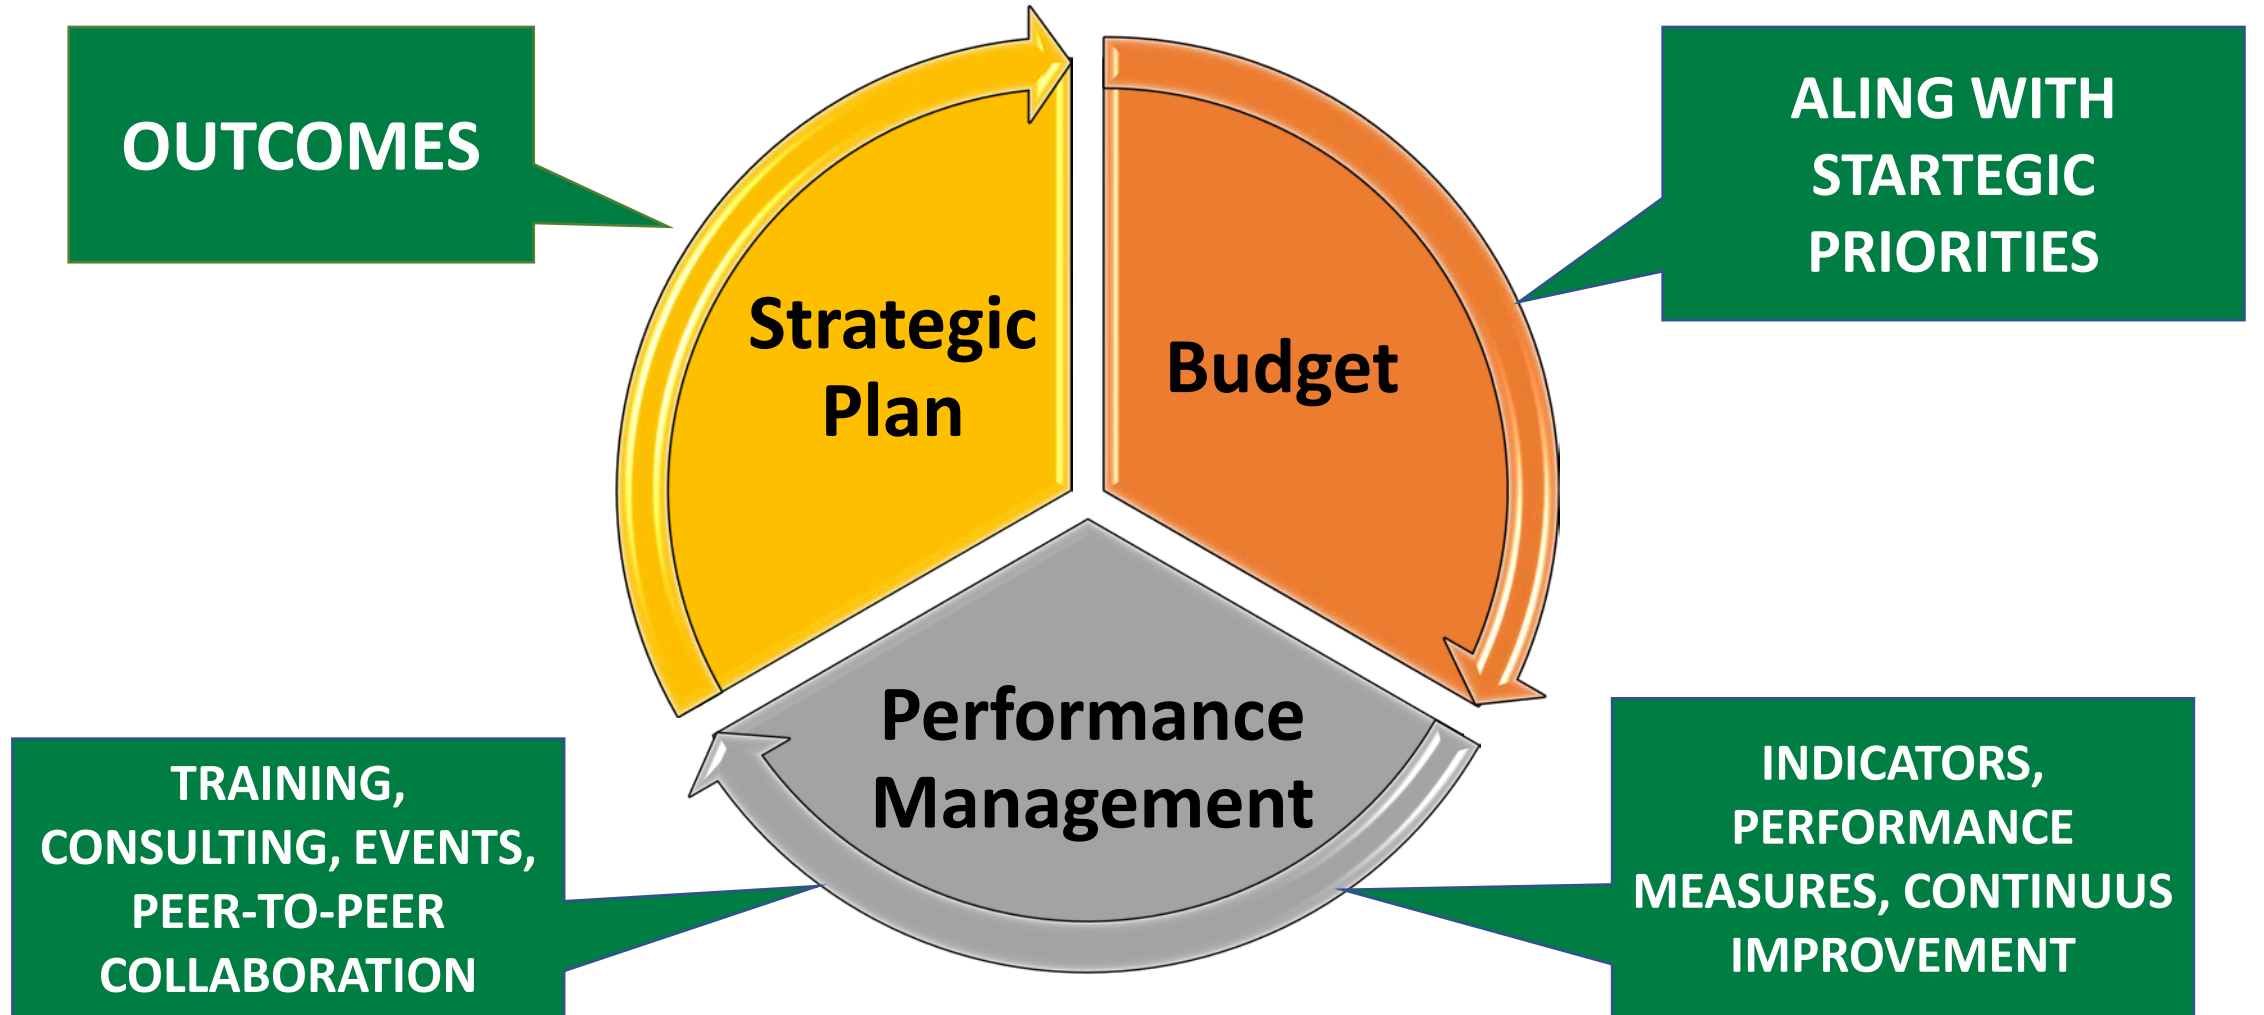 OUTCOMES
ALING WITH
STARTEGIC
PRIORITIES
Strategic
Plan
Budget
Performance
Management
TRAINING,
CONSULTING, EVENTS,
PEER-TO-PEER
COLLABORATION
INDICATORS,
PERFORMANCE
MEASURES, CONTINUUS
IMPROVEMENT